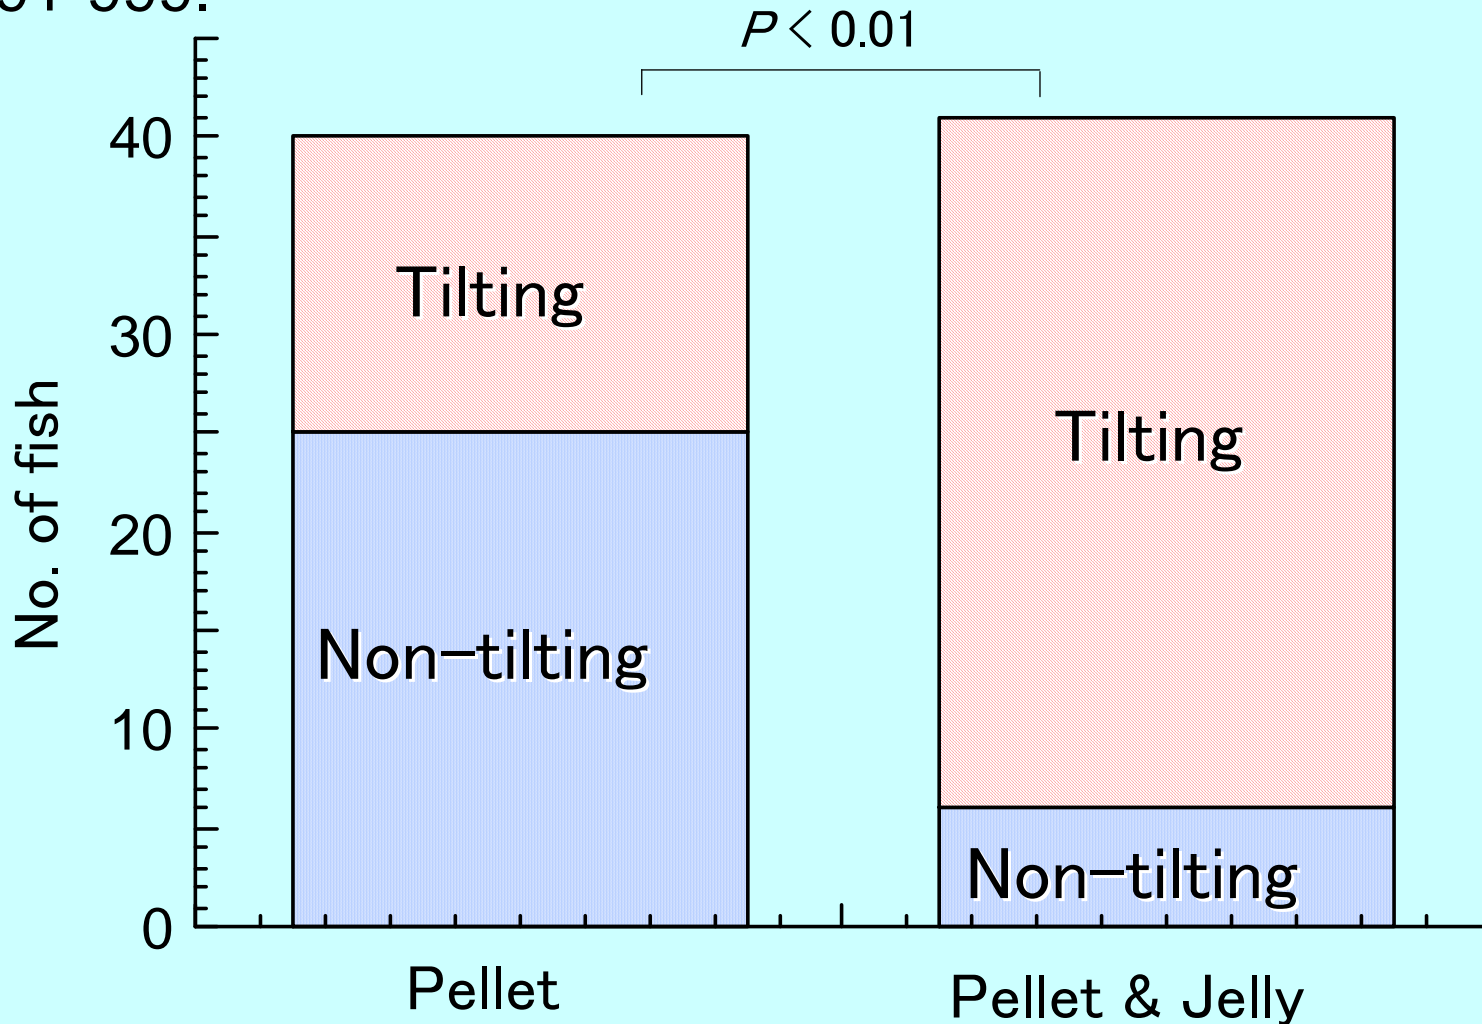 P < 0.01
40
30
20
10
0
No. of fish
Tilting
Non-tilting
Tilting
Non-tilting
Pellet
Pellet & Jelly